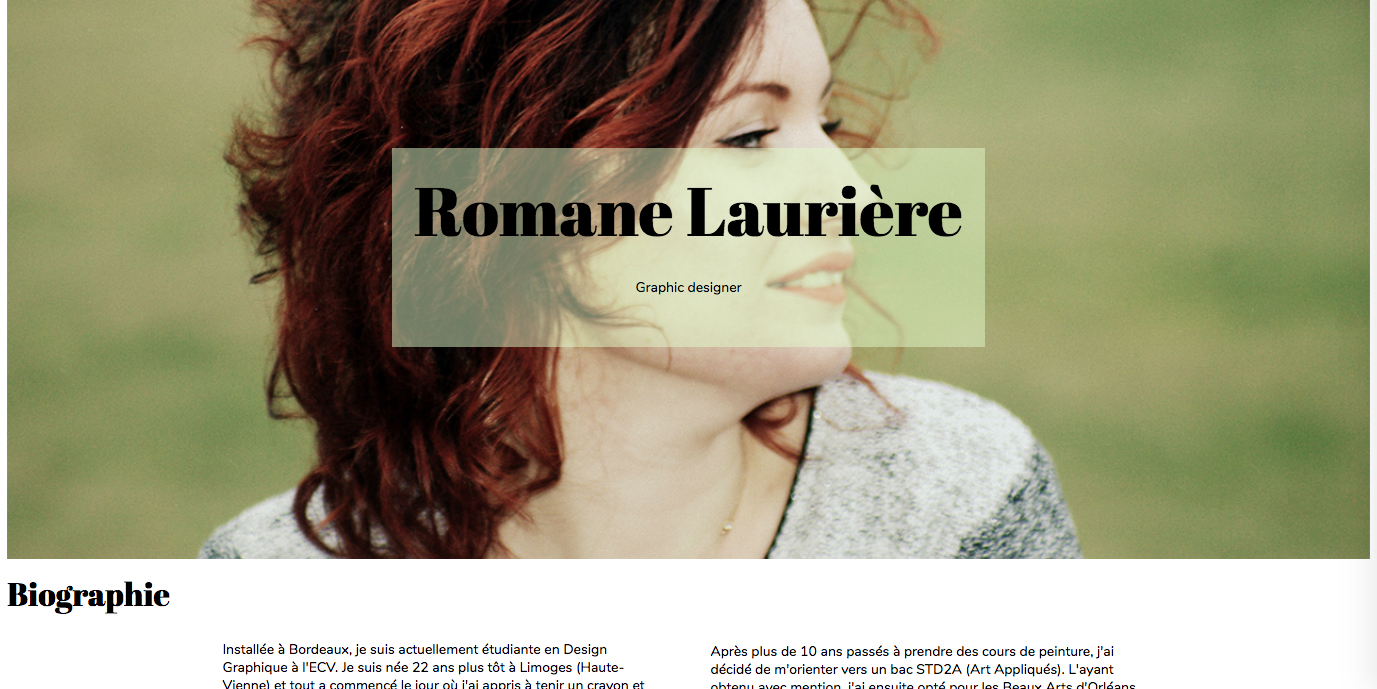 Romane Laurière
Graphic designer
Biographie
Installée à Bordeaux, je suis actuellement étudiante en Design
Graphique à l'ECV. Je suis née 22 ans plus tôt à Limoges (Haute-
Vienne) et tout a commencé le jour où j'ai appris à tenir un crayon et
Après plus de 10 ans passés à prendre des cours de peinture, j'ai
décidé de m'orienter vers un bac STD2A (Art Appliqués). L'ayant
obtenu avec mention, j'ai ensuite opté pour les Beaux Arts d'Orléans